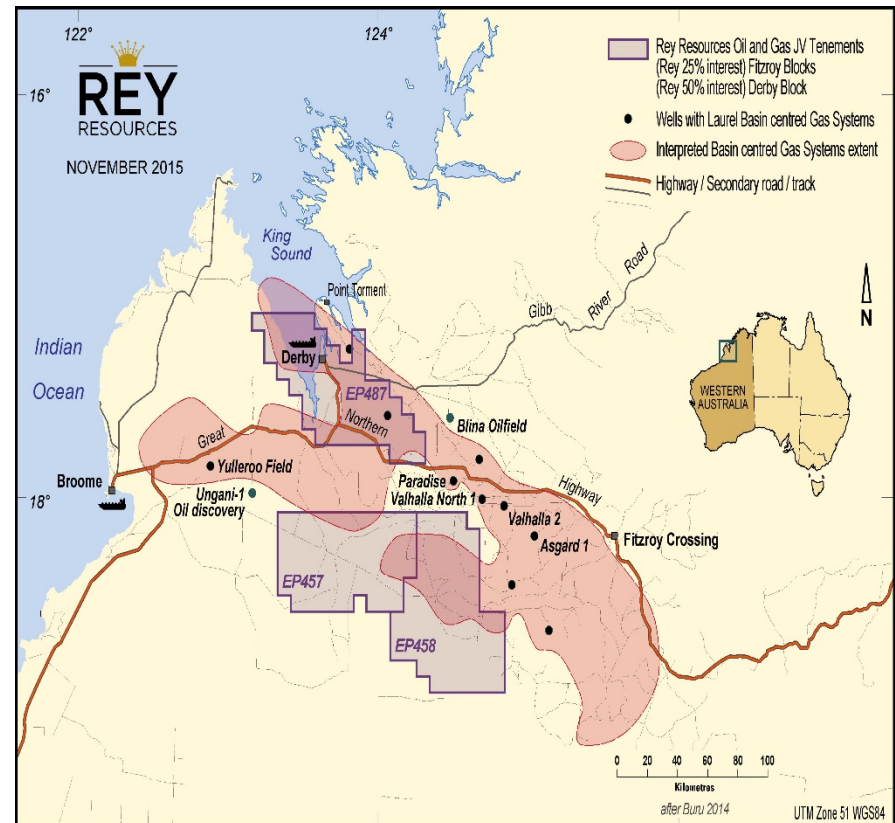 122°
124°
16°
REY
RESOURCES
NOVEMBER 2015
Rey Resources Oil and Gas JV Tenements
(Rey 25% interest) Fitzroy Blocks
(Rey 50% interest) Derby Block
Wells with Laurel Basin centred Gas Systems
Interpreted Basin centred Gas Systems extent
Highway / Secondary road / track
King
Sound
Point Torment
Gibb River Road
N
Indian
Ocean
Derby
WESTERN
AUSTRALIA
EP487
Great Northern Highway
Blina Oilfield
Yulleroo Field
Broome
Paradise
Valhalla North 1
18°
Ungani-1
Oil discovery
Valhalla 2
Asgard 1
Fitzroy Crossing
EP457
EP458
0 20 40 60 80 100
Kilometres
after Buru 2014
UTM Zone 51 WGS84